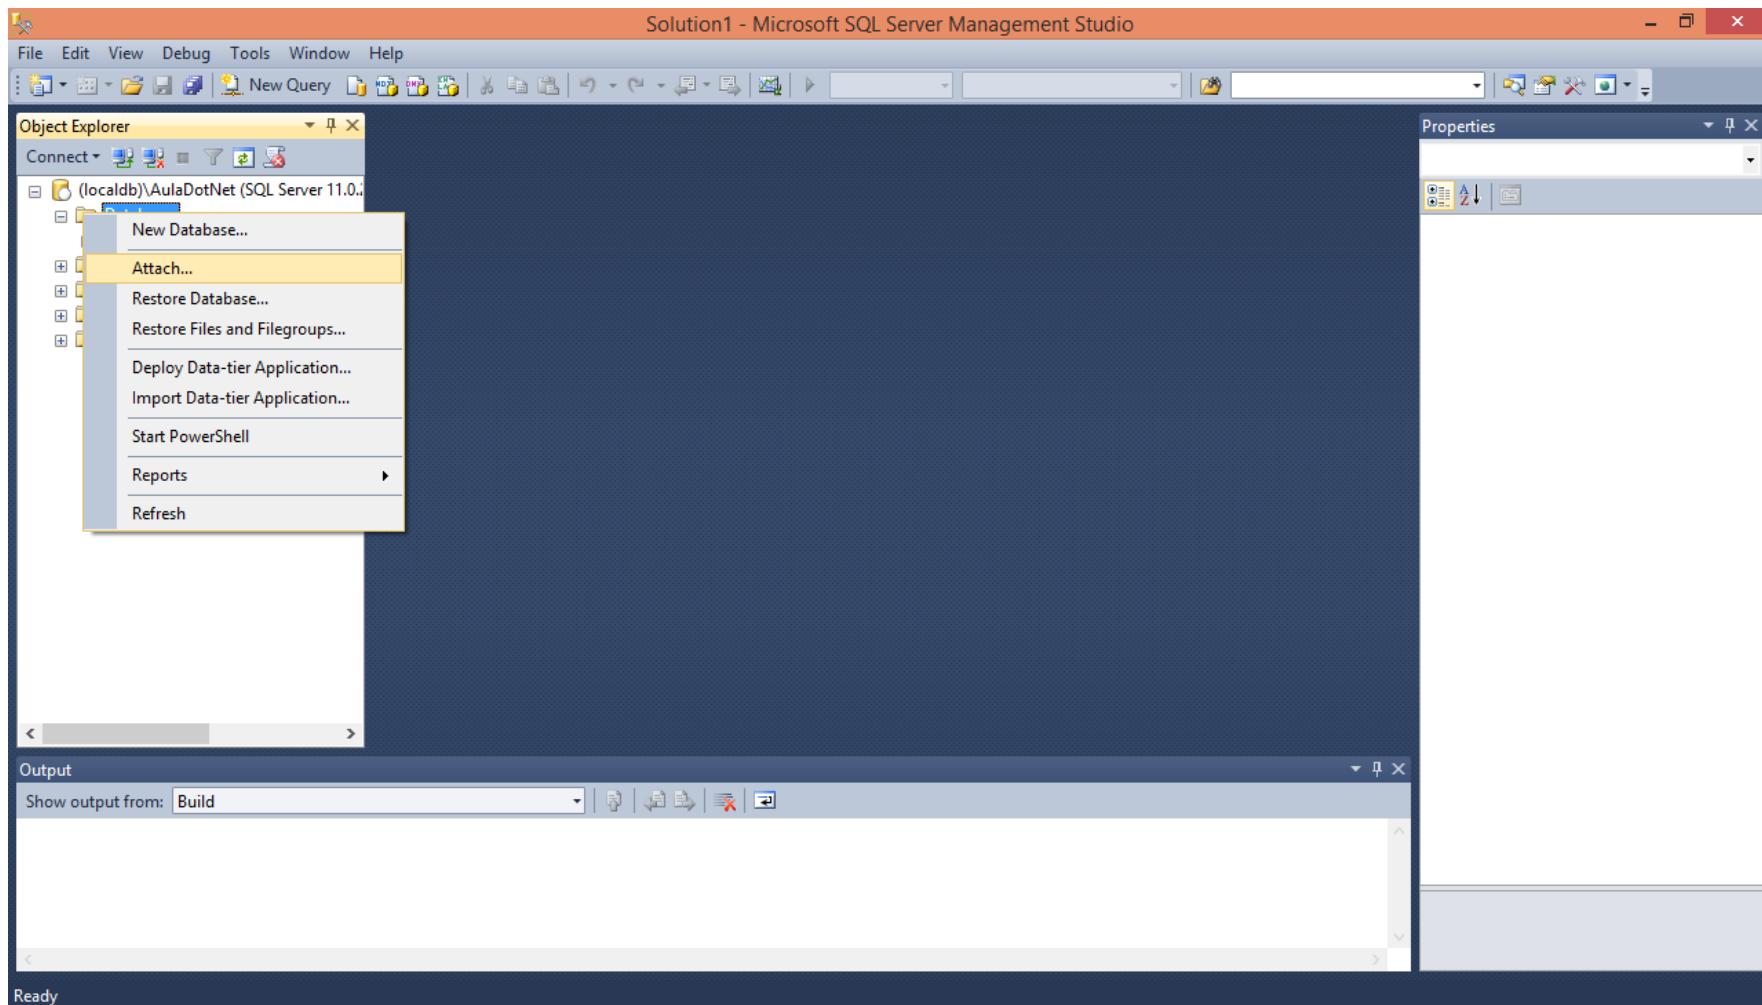 Solution1 - Microsoft SQL Server Management Studio
File Edit View Debug Tools Window Help
New Query
Object Explorer
Connect
(localdb)\AulaDotNet (SQL Server 11.0.
New Database...
Attach...
Restore Database...
Restore Files and Filegroups...
Deploy Data-tier Application...
Import Data-tier Application...
Start PowerShell
Reports
Refresh
Properties
Output
Show output from: Build
Ready